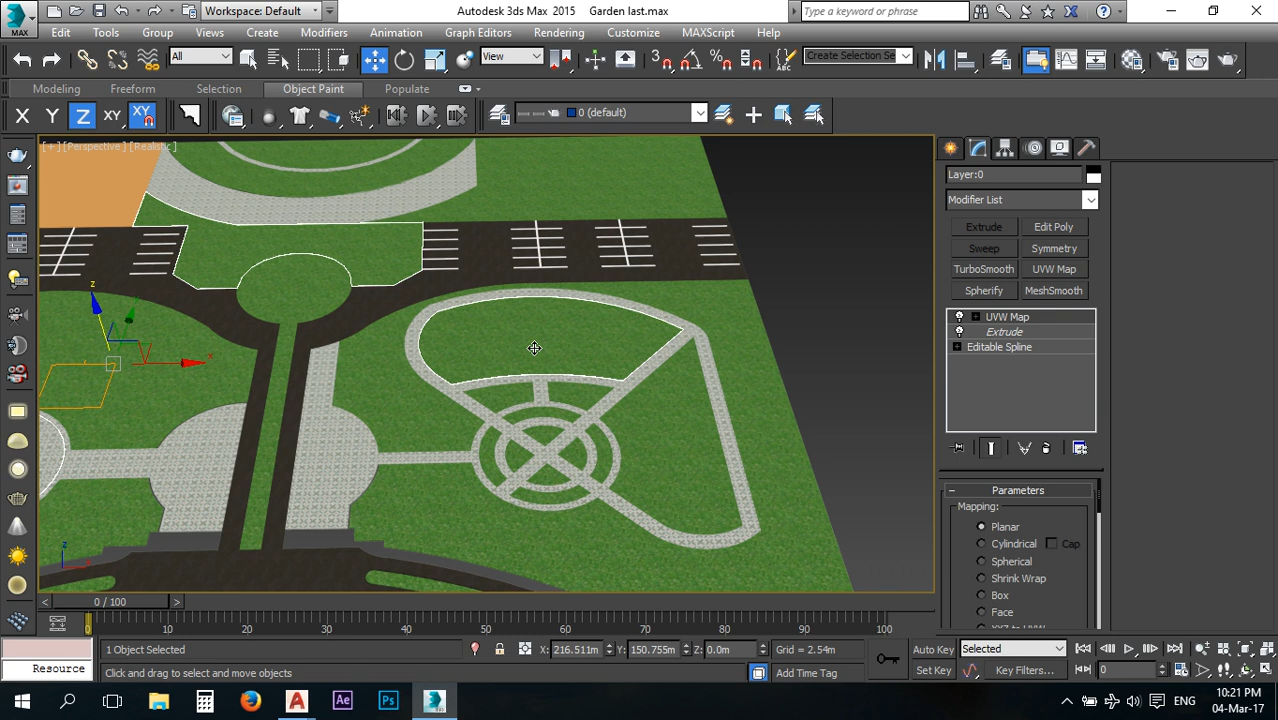 MAX
Workspace: Default
Autodesk 3ds Max 2015 Garden last.max
Type a keyword or phrase
Edit Tools Group Views Create Modifiers Animation Graph Editors Rendering Customize MAXScript Help
All
View
Create Selection Se
Modeling Freeform Selection Object Paint Populate
X Y Z XY XY
0 (default)
[+][Perspective][Realistic]
Layer:0
Modifier List
Extrude Edit Poly
Sweep Symmetry
TurboSmooth UVW Map
Spherify MeshSmooth
UVW Map
Extrude
Editable Spline
Parameters
Mapping:
Planar
Cylindrical Cap
Spherical
Shrink Wrap
Box
Face
z
x
z
0 / 100
0 10 20 30 40 50 60 70 80 90 100
1 Object Selected
X: 216.511m Y: 150.755m Z: 0.0m Grid = 2.54m
Auto Key Selected
Resource
Click and drag to select and move objects
Add Time Tag
Set Key Key Filters...
0
Ae Ps
ENG
10:21 PM
04-Mar-17